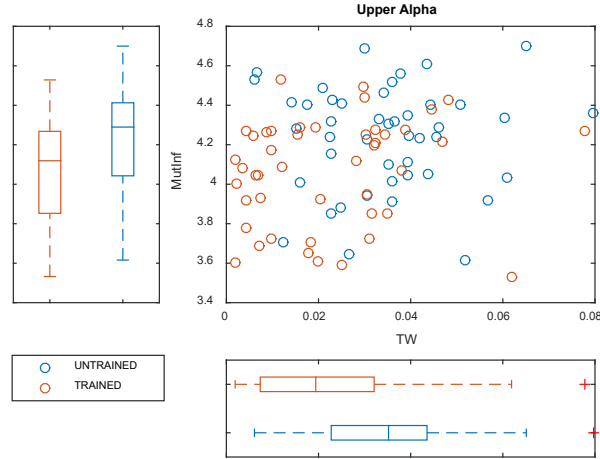 Upper Alpha
4.8
4.6
4.4
4.2
4
3.8
3.6
3.4
MutInf
0
0.02
0.04
0.06
0.08
TW
UNTRAINED
TRAINED